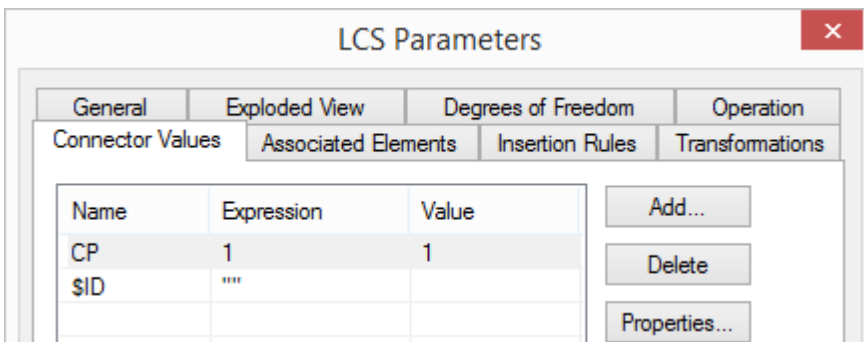 LCS Parameters
General Exploded View Degrees of Freedom Operation
Connector Values Associated Elements Insertion Rules Transformations
Name Expression Value Add...
CP 1 1 Delete
$ID "" Properties...